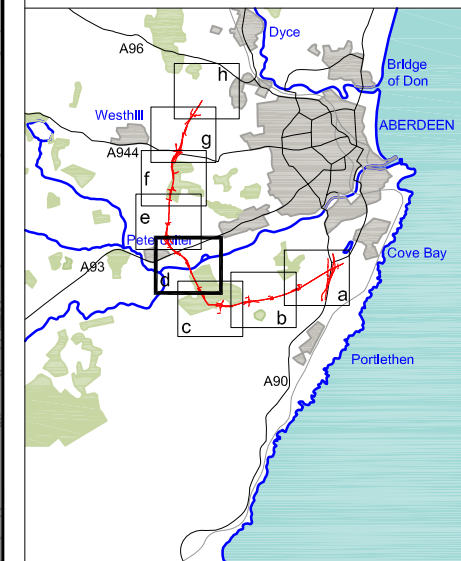 A96
Dyce
h
Bridge
of Don
Westhill
ABERDEEN
g
A944
f
e
Peterculter
Cove Bay
A93
d
a
b
c
Portlethen
A90